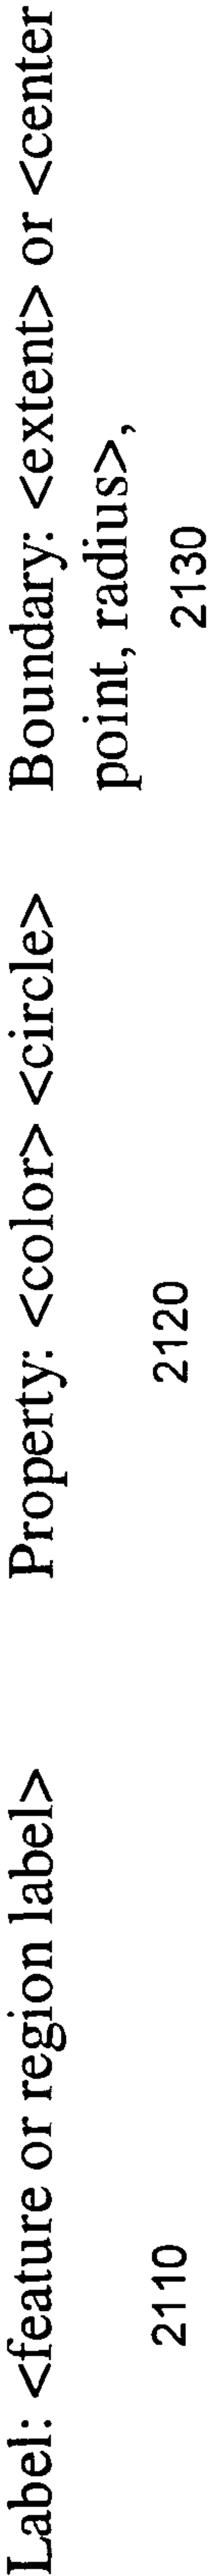 Label: <feature or region label>
2110
Property: <color> <circle>
2120
Boundary: <extent> or <center
point, radius>,
2130